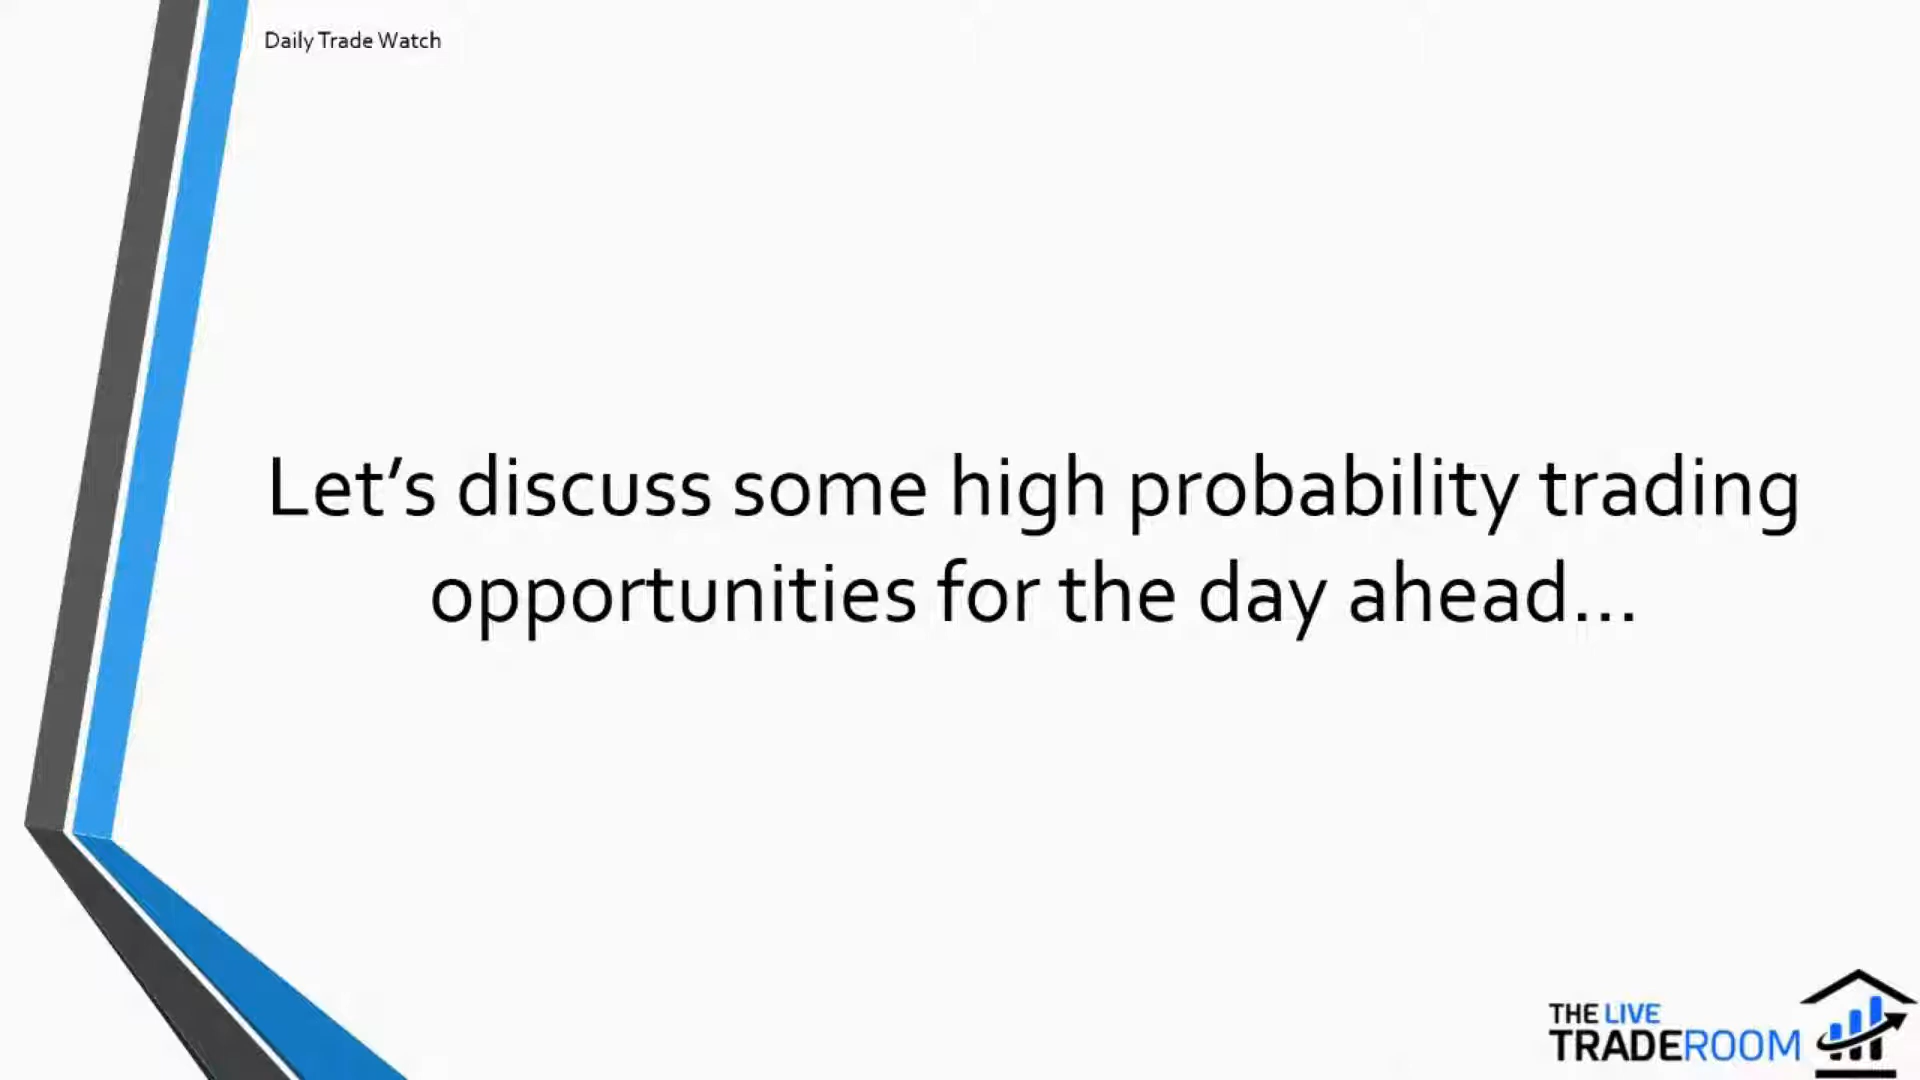 Daily Trade Watch
Let’s discuss some high probability trading
opportunities for the day ahead...
THE LIVE
TRADEROOM